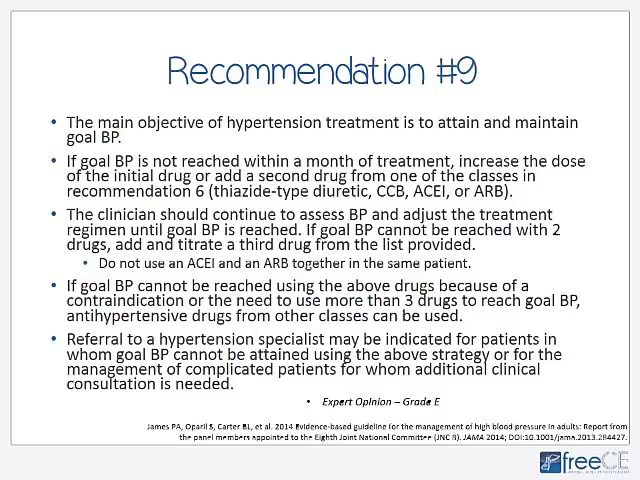 Recommendation #9
• The main objective of hypertension treatment is to attain and maintain
goal BP.
• If goal BP is not reached within a month of treatment, increase the dose
of the initial drug or add a second drug from one of the classes in
recommendation 6 (thiazide-type diuretic, CCB, ACEI, or ARB).
• The clinician should continue to assess BP and adjust the treatment
regimen until goal BP is reached. If goal BP cannot be reached with 2
drugs, add and titrate a third drug from the list provided.
• Do not use an ACEI and an ARB together in the same patient.
• If goal BP cannot be reached using the above drugs because of a
contraindication or the need to use more than 3 drugs to reach goal BP,
antihypertensive drugs from other classes can be used.
• Referral to a hypertension specialist may be indicated for patients in
whom goal BP cannot be attained using the above strategy or for the
management of complicated patients for whom additional clinical
consultation is needed.
• Expert Opinion – Grade E
James PA, Oparil S, Carter BL, et al. 2014 Evidence-based guideline for the management of high blood pressure in adults: Report from
the panel members appointed to the Eighth Joint National Committee (JNC 8). JAMA 2014; DOI:10.1001/jama.2013.284427.
freeCE